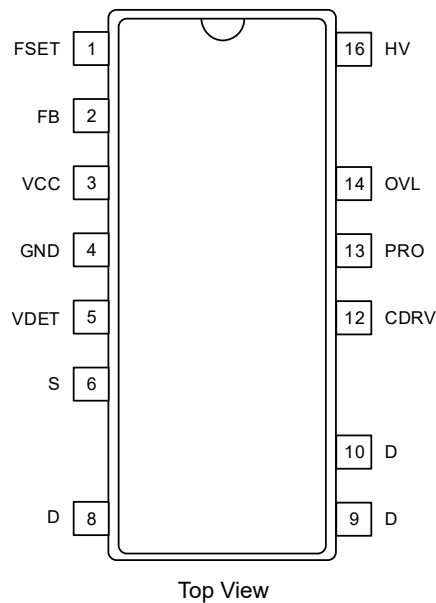 FSET 1 16 HV
FB 2
VCC 3 14 OVL
GND 4 13 PRO
VDET 5 12 CDRV
S 6
10 D
D 8 9 D
Top View